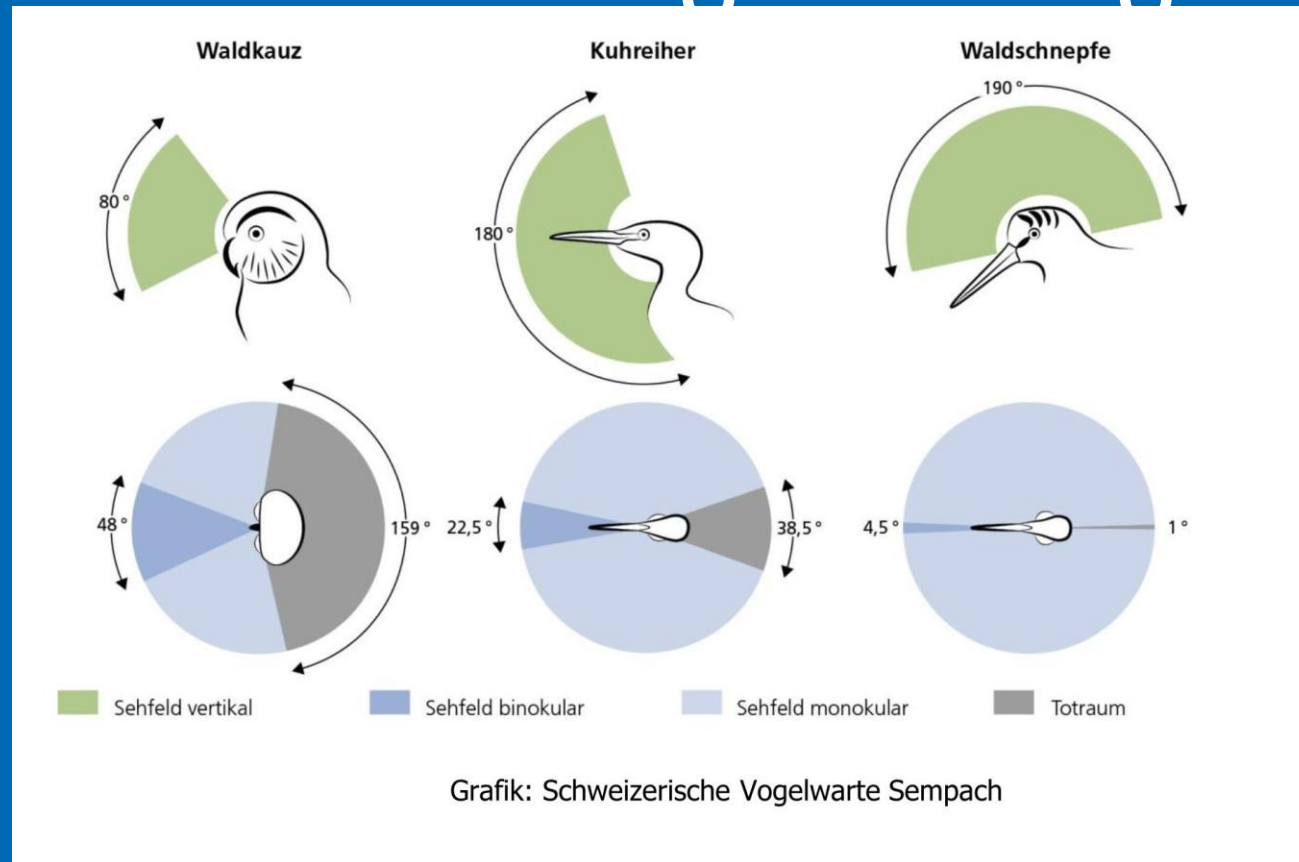 Waldkauz
Kuhreiher
Waldschnepfe
80°
180°
190°
48°
159°
22,5°
38,5°
4,5°
1°
Sehfeld vertikal
Sehfeld binokular
Sehfeld monokular
Totraum
Grafik: Schweizerische Vogelwarte Sempach